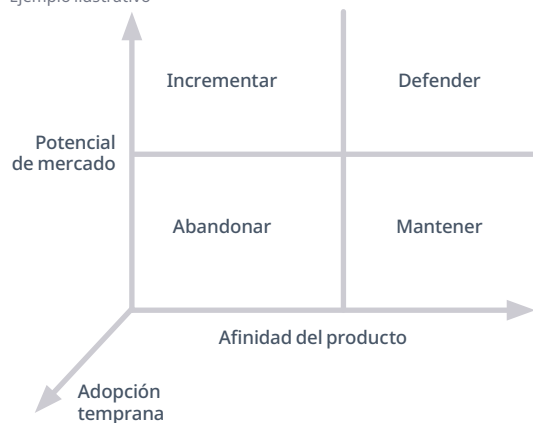 Ejemplo ilustrativo
Incrementar
Defender
Potencial
de mercado
Abandonar
Mantener
Afinidad del producto
Adopción
temprana